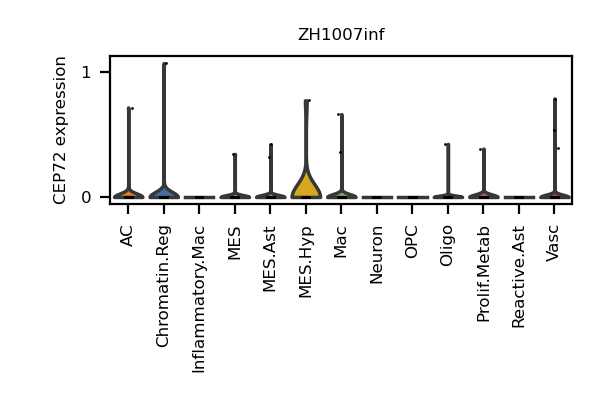 ZH1007inf
CEP72 expression
1
0
AC
Chromatin.Reg
Inflammatory.Mac
MES
MES.Ast
MES.Hyp
Mac
Neuron
OPC
Oligo
Prolif.Metab
Reactive.Ast
Vasc